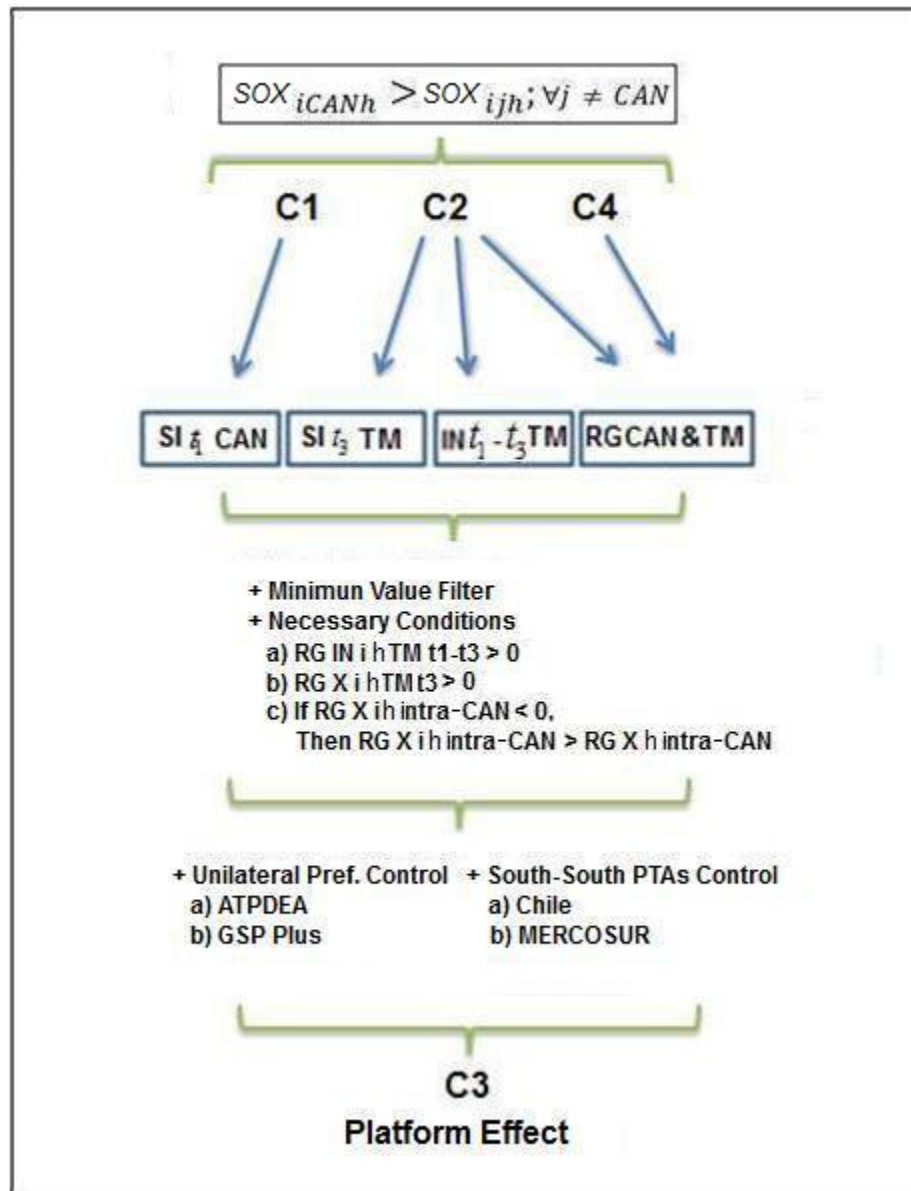 SOX iCANh > SOX ijh; ∀j ≠ CAN
C1 C2 C4
SI t1 CAN SI t3 TM IN t1 - t3 TM RG CAN & TM
+ Minimun Value Filter
+ Necessary Conditions
a) RG IN i h TM t1-t3 > 0
b) RG X i h TM t3 > 0
c) If RG X i h intra-CAN < 0,
Then RG X i h intra-CAN > RG X h intra-CAN
+ Unilateral Pref. Control + South-South PTAs Control
a) ATPDEA a) Chile
b) GSP Plus b) MERCOSUR
C3
Platform Effect